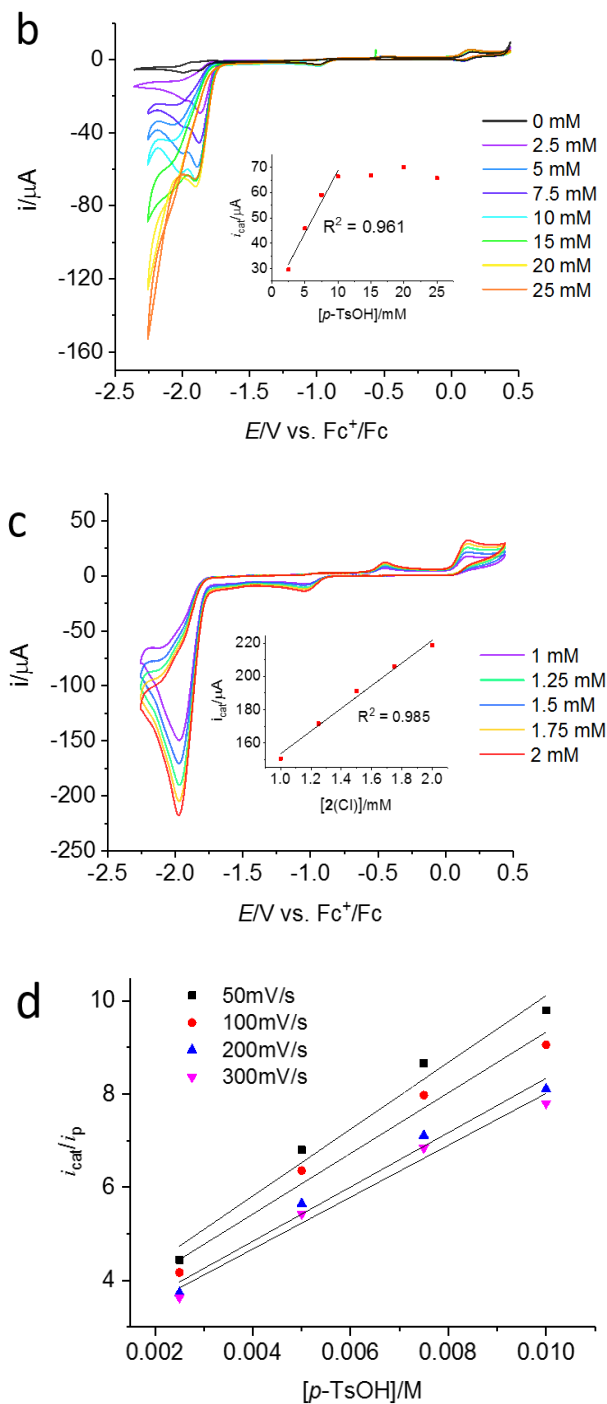 b
0
-40
-80
-120
-160
i/μA
-2.5 -2.0 -1.5 -1.0 -0.5 0.0 0.5
E/V vs. Fc⁺/Fc
0 mM
2.5 mM
5 mM
7.5 mM
10 mM
15 mM
20 mM
25 mM
70
60
50
40
30
i_cat/μA
R² = 0.961
0 5 10 15 20 25
[p-TsOH]/mM
c
50
25
0
-25
-50
-75
-100
-150
-200
-250
i/μA
-2.5 -2.0 -1.5 -1.0 -0.5 0.0 0.5
E/V vs. Fc⁺/Fc
1 mM
1.25 mM
1.5 mM
1.75 mM
2 mM
220
200
180
160
i_cat/μA
R² = 0.985
1.0 1.2 1.4 1.6 1.8 2.0
[2(Cl)]/mM
d
10
8
6
4
i_cat/i_p
50mV/s
100mV/s
200mV/s
300mV/s
0.002 0.004 0.006 0.008 0.010
[p-TsOH]/M